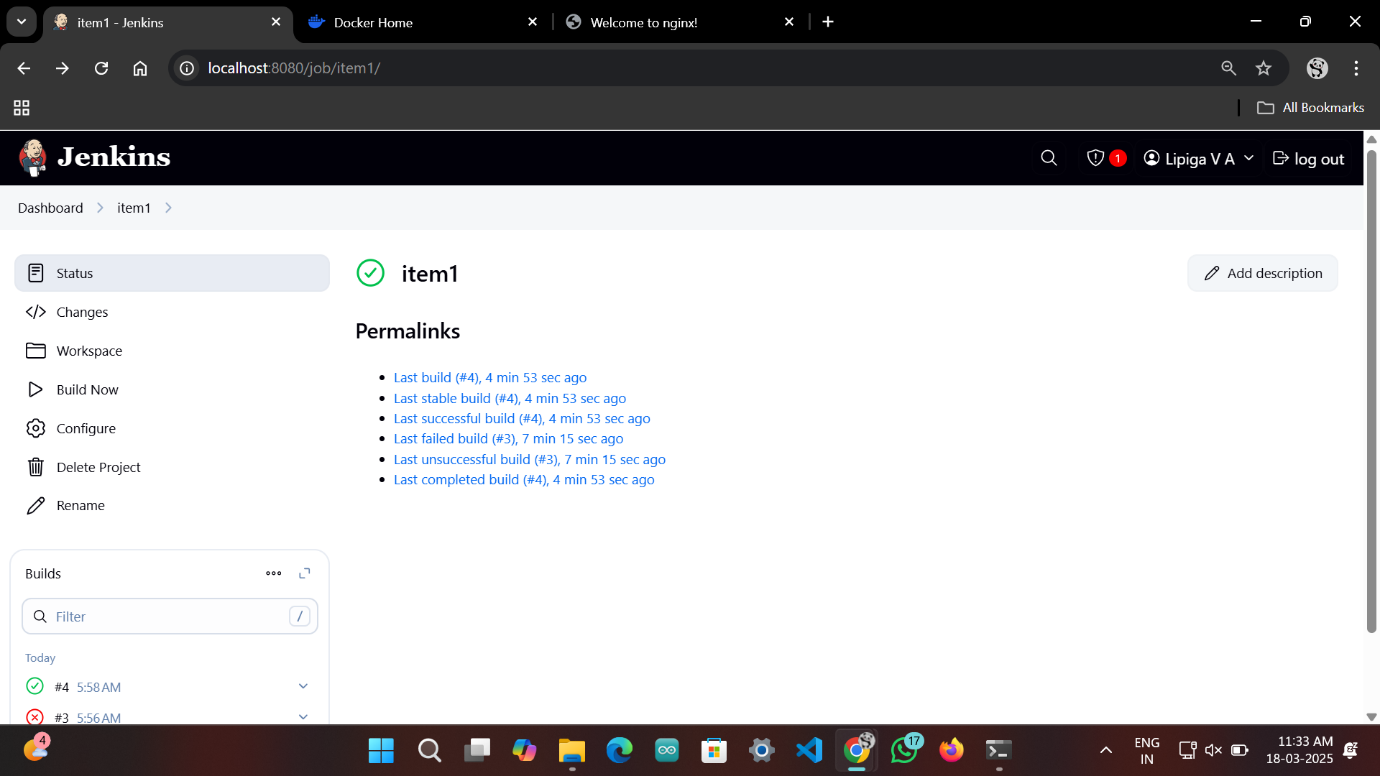 item1 - Jenkins
Docker Home
Welcome to nginx!
localhost:8080/job/item1/
All Bookmarks
Jenkins
1
Lipiga V A
log out
Dashboard
item1
Status
item1
Add description
Changes
Permalinks
Workspace
Last build (#4), 4 min 53 sec ago
Build Now
Last stable build (#4), 4 min 53 sec ago
Last successful build (#4), 4 min 53 sec ago
Configure
Last failed build (#3), 7 min 15 sec ago
Last unsuccessful build (#3), 7 min 15 sec ago
Delete Project
Last completed build (#4), 4 min 53 sec ago
Rename
Builds
Filter
/
Today
#4 5:58 AM
#3 5:56 AM
4
17
ENG
IN
11:33 AM
18-03-2025